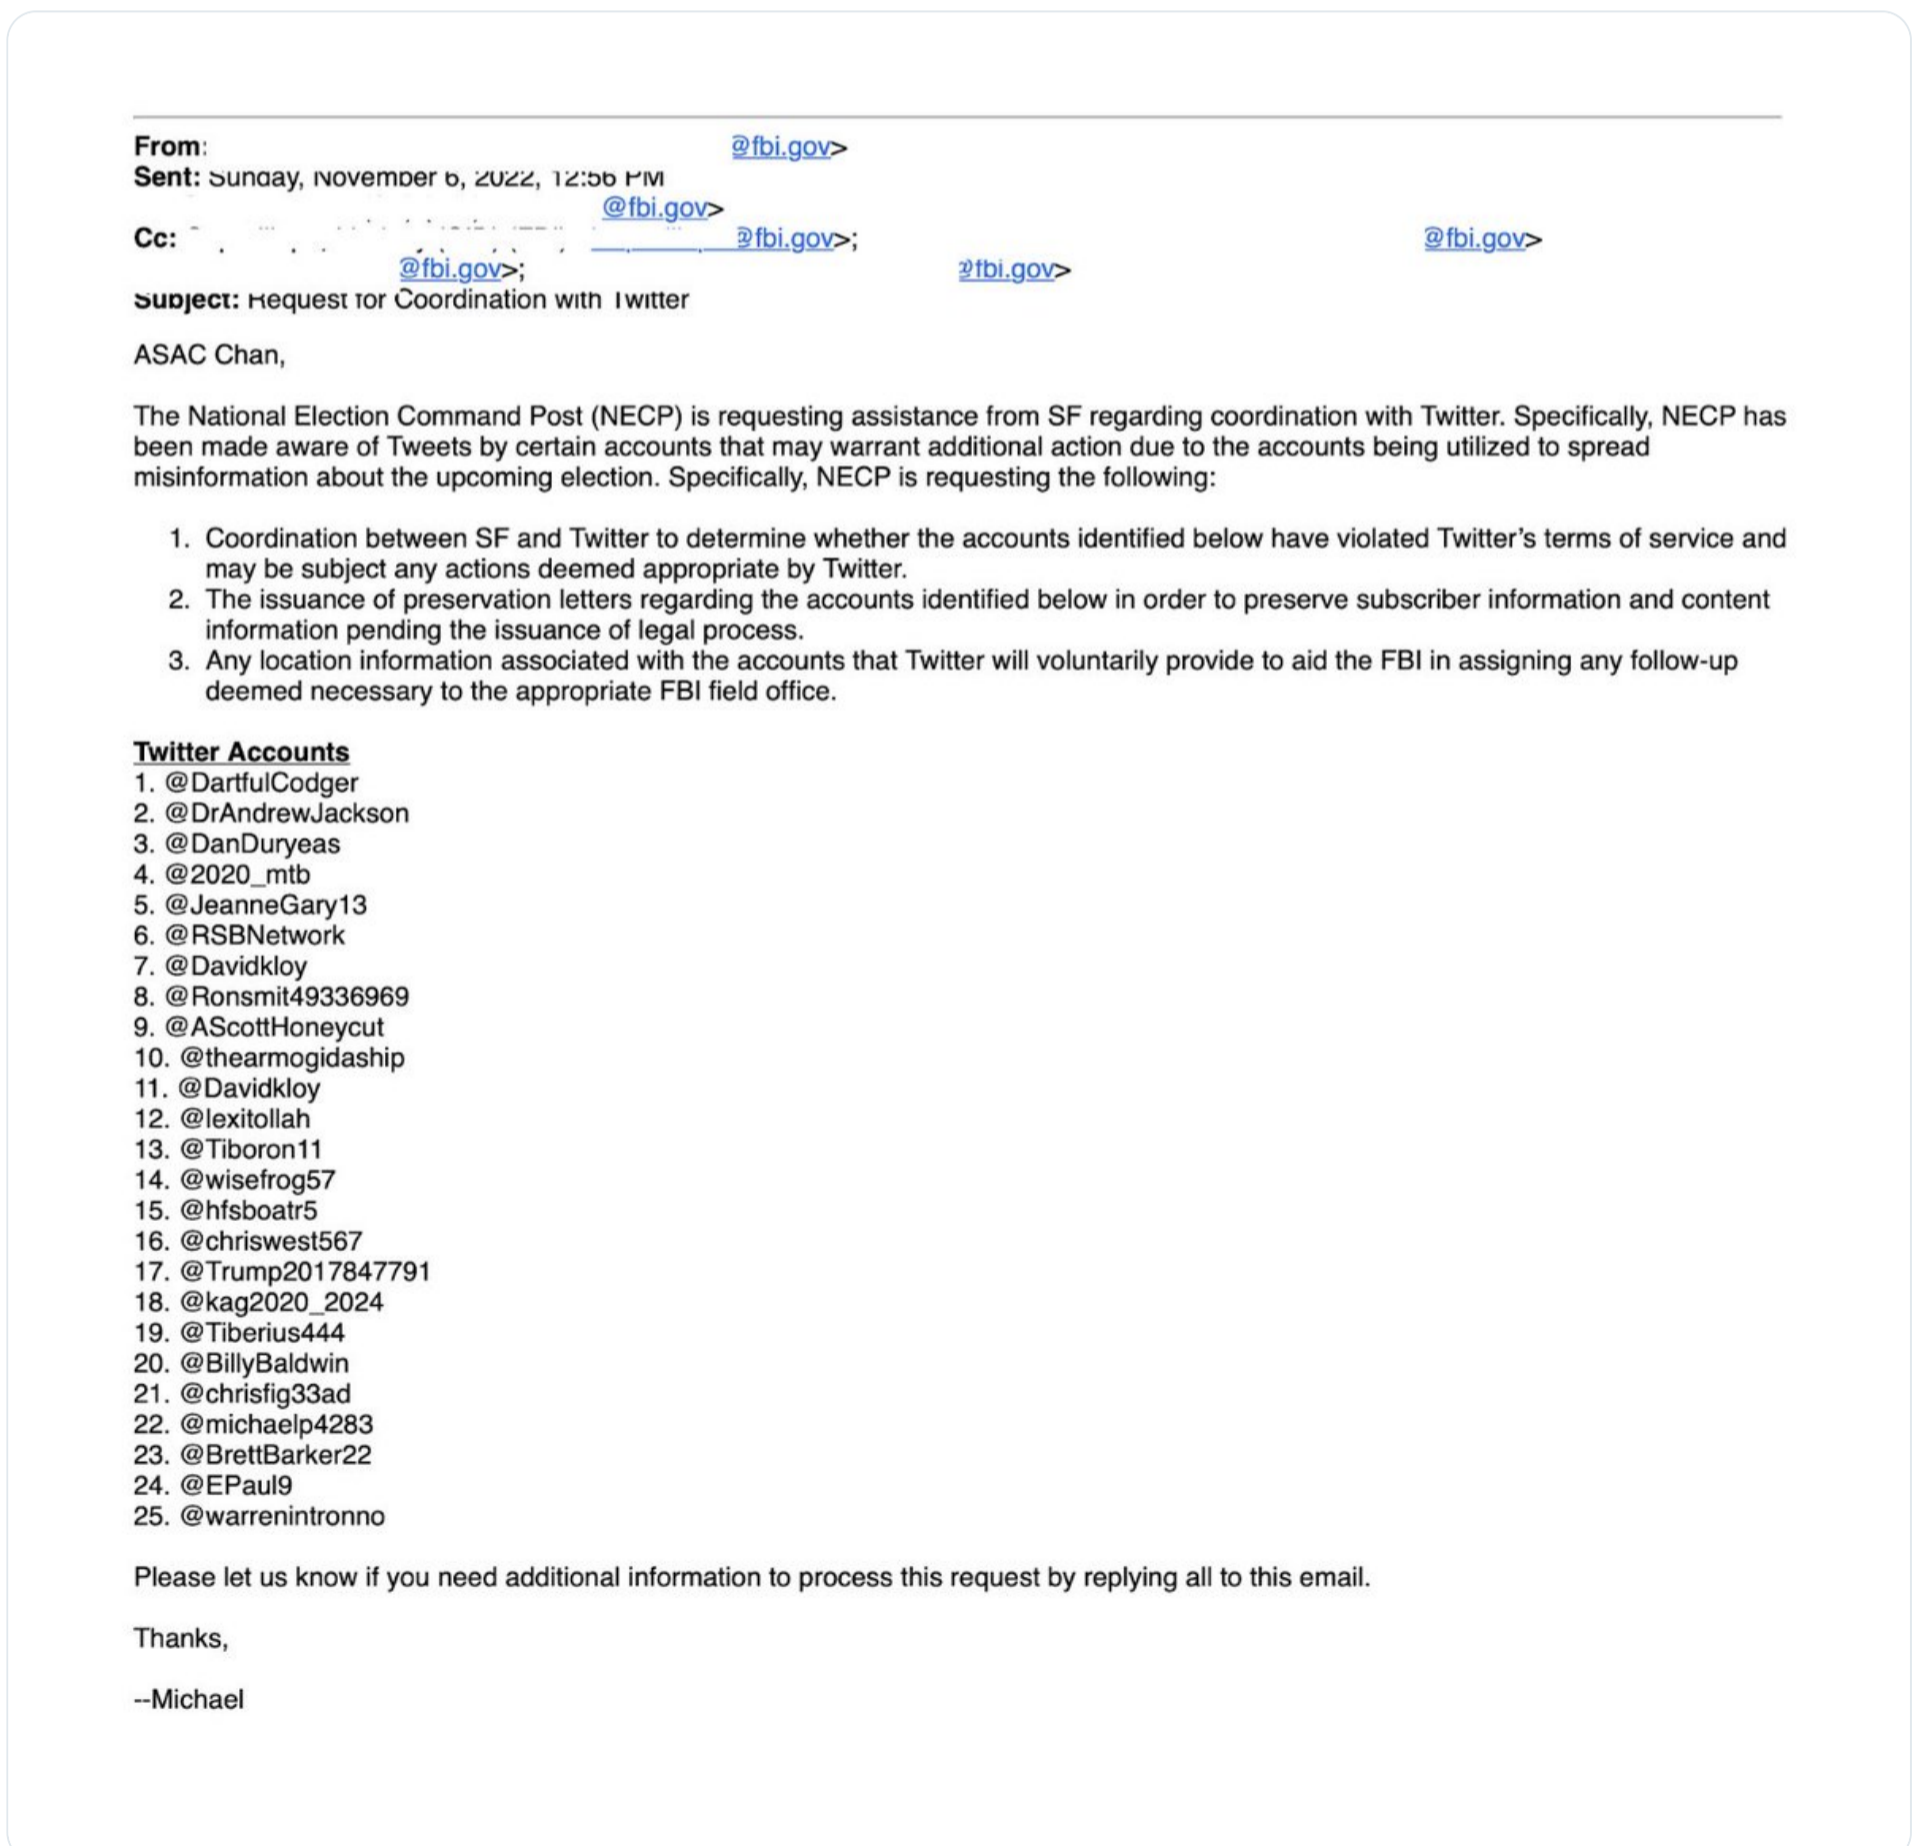 From: @fbi.gov>
Sent: Sunday, November 6, 2022, 12:56 PM
@fbi.gov>
Cc: @fbi.gov>; @fbi.gov>
@fbi.gov>; @fbi.gov>
Subject: Request for Coordination with Twitter
ASAC Chan,
The National Election Command Post (NECP) is requesting assistance from SF regarding coordination with Twitter. Specifically, NECP has
been made aware of Tweets by certain accounts that may warrant additional action due to the accounts being utilized to spread
misinformation about the upcoming election. Specifically, NECP is requesting the following:
1. Coordination between SF and Twitter to determine whether the accounts identified below have violated Twitter's terms of service and
may be subject any actions deemed appropriate by Twitter.
2. The issuance of preservation letters regarding the accounts identified below in order to preserve subscriber information and content
information pending the issuance of legal process.
3. Any location information associated with the accounts that Twitter will voluntarily provide to aid the FBI in assigning any follow-up
deemed necessary to the appropriate FBI field office.
Twitter Accounts
1. @DartfulCodger
2. @DrAndrewJackson
3. @DanDuryeas
4. @2020_mtb
5. @JeanneGary13
6. @RSBNetwork
7. @Davidkloy
8. @Ronsmit49336969
9. @AScottHoneycut
10. @thearmogidaship
11. @Davidkloy
12. @lexitollah
13. @Tiboron11
14. @wisefrog57
15. @hfsboatr5
16. @chriswest567
17. @Trump2017847791
18. @kag2020_2024
19. @Tiberius444
20. @BillyBaldwin
21. @chrisfig33ad
22. @michaelp4283
23. @BrettBarker22
24. @EPaul9
25. @warrenintronno
Please let us know if you need additional information to process this request by replying all to this email.
Thanks,
--Michael